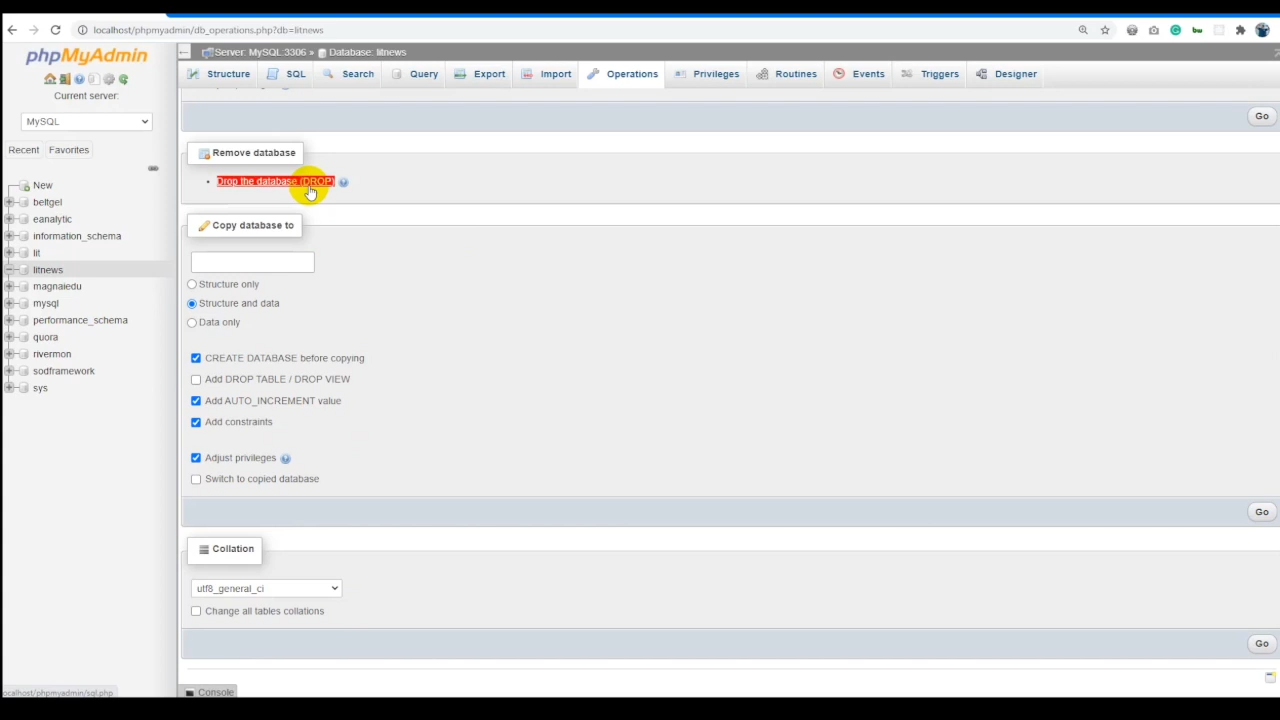 localhost/phpmyadmin/db_operations.php?db=litnews
phpMyAdmin
Current server:
MySQL
Recent Favorites
New
beltgel
eanalytic
information_schema
lit
litnews
magnaiedu
mysql
performance_schema
quora
rivermon
sodframework
sys
Server: MySQL:3306 » Database: litnews
Structure SQL Search Query Export Import Operations Privileges Routines Events Triggers Designer
Go
Remove database
Drop the database (DROP)
Copy database to
Structure only
Structure and data
Data only
CREATE DATABASE before copying
Add DROP TABLE / DROP VIEW
Add AUTO_INCREMENT value
Add constraints
Adjust privileges
Switch to copied database
Go
Collation
utf8_general_ci
Change all tables collations
Go
Console
ocalhost/phpmyadmin/sql.php